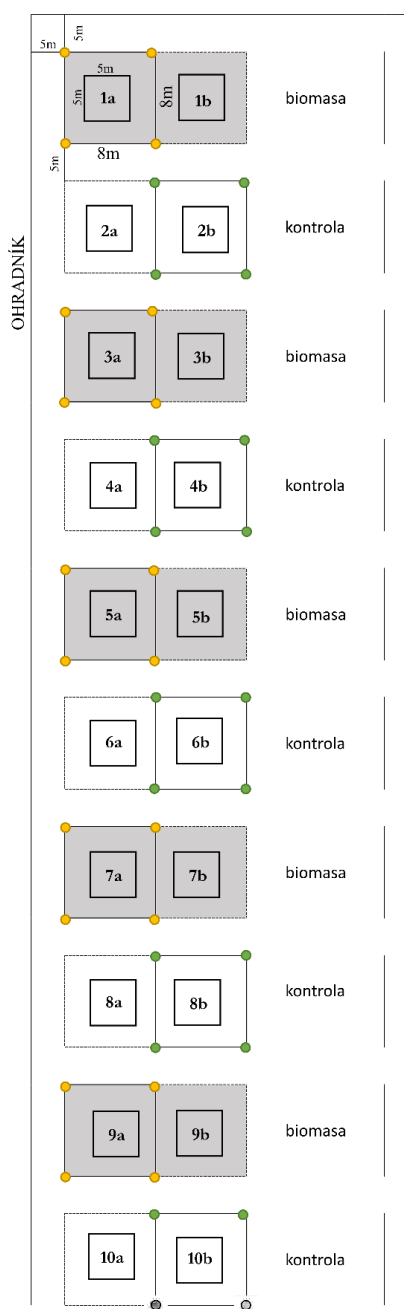 5m
5m
5m
5m
1a
8m
1b
biomasa
8m
5m
2a
2b
kontrola
OHRADNÍK
3a
3b
biomasa
4a
4b
kontrola
5a
5b
biomasa
6a
6b
kontrola
7a
7b
biomasa
8a
8b
kontrola
9a
9b
biomasa
10a
10b
kontrola